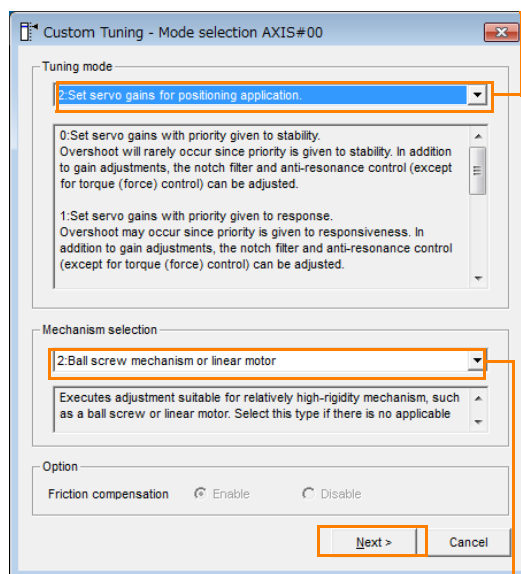 Custom Tuning - Mode selection AXIS#00
Tuning mode
2:Set servo gains for positioning application.
0:Set servo gains with priority given to stability.
Overshoot will rarely occur since priority is given to stability. In addition
to gain adjustments, the notch filter and anti-resonance control (except
for torque (force) control) can be adjusted.
1:Set servo gains with priority given to response.
Overshoot may occur since priority is given to responsiveness. In
addition to gain adjustments, the notch filter and anti-resonance control
(except for torque (force) control) can be adjusted.
Mechanism selection
2:Ball screw mechanism or linear motor
Executes adjustment suitable for relatively high-rigidity mechanism, such
as a ball screw or linear motor. Select this type if there is no applicable
Option
Friction compensation Enable Disable
Next > Cancel